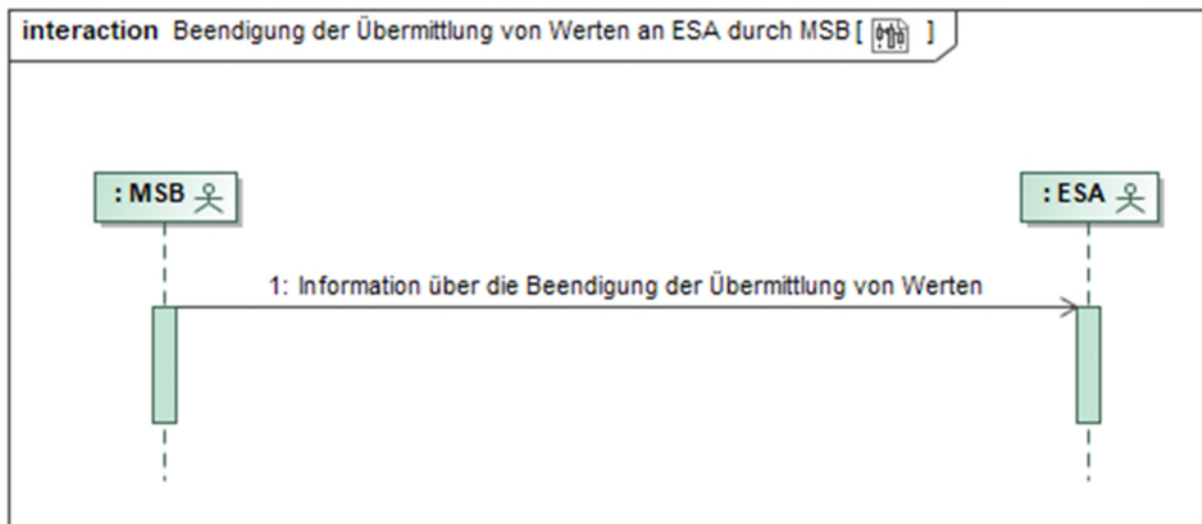 interaction Beendigung der Übermittlung von Werten an ESA durch MSB [ ]
: MSB
: ESA
1: Information über die Beendigung der Übermittlung von Werten